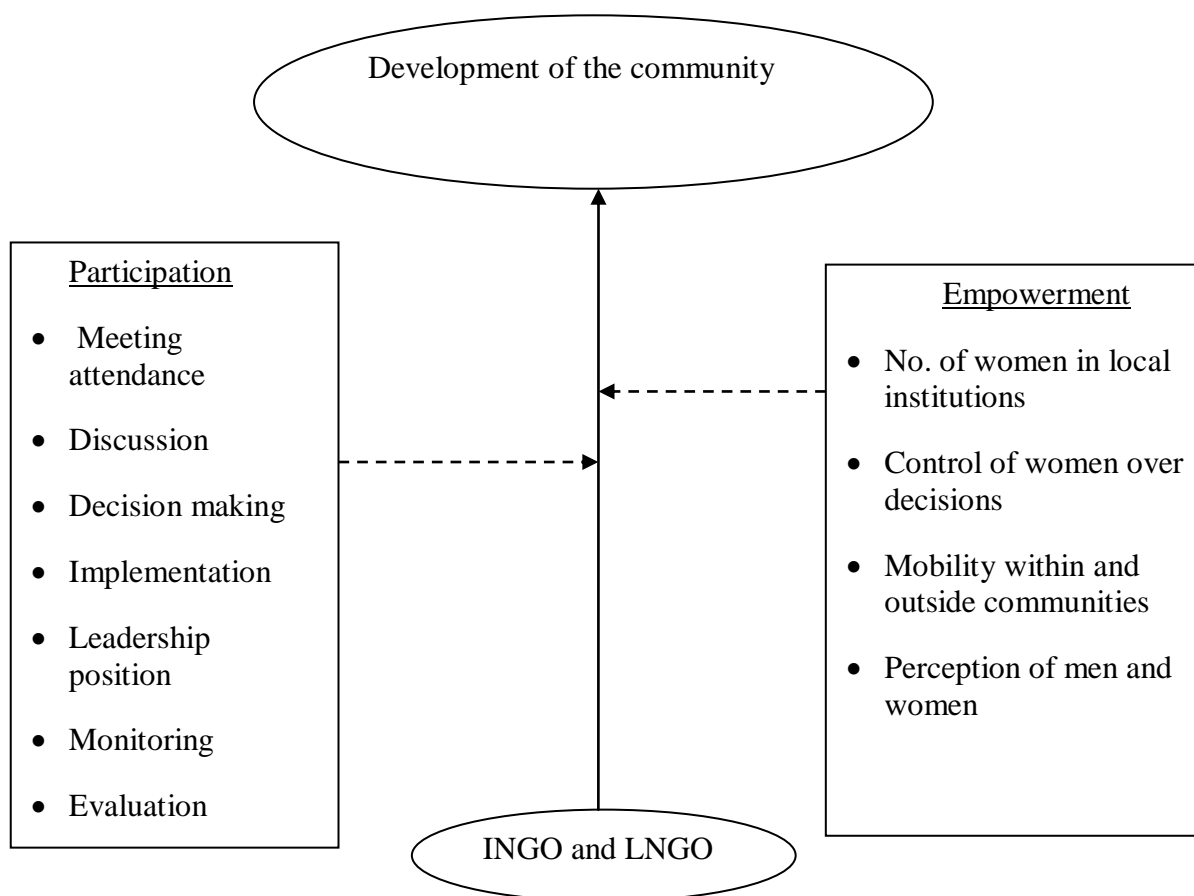 Development of the community
Participation
• Meeting
attendance
• Discussion
• Decision making
• Implementation
• Leadership
position
• Monitoring
• Evaluation
Empowerment
• No. of women in local
institutions
• Control of women over
decisions
• Mobility within and
outside communities
• Perception of men and
women
INGO and LNGO